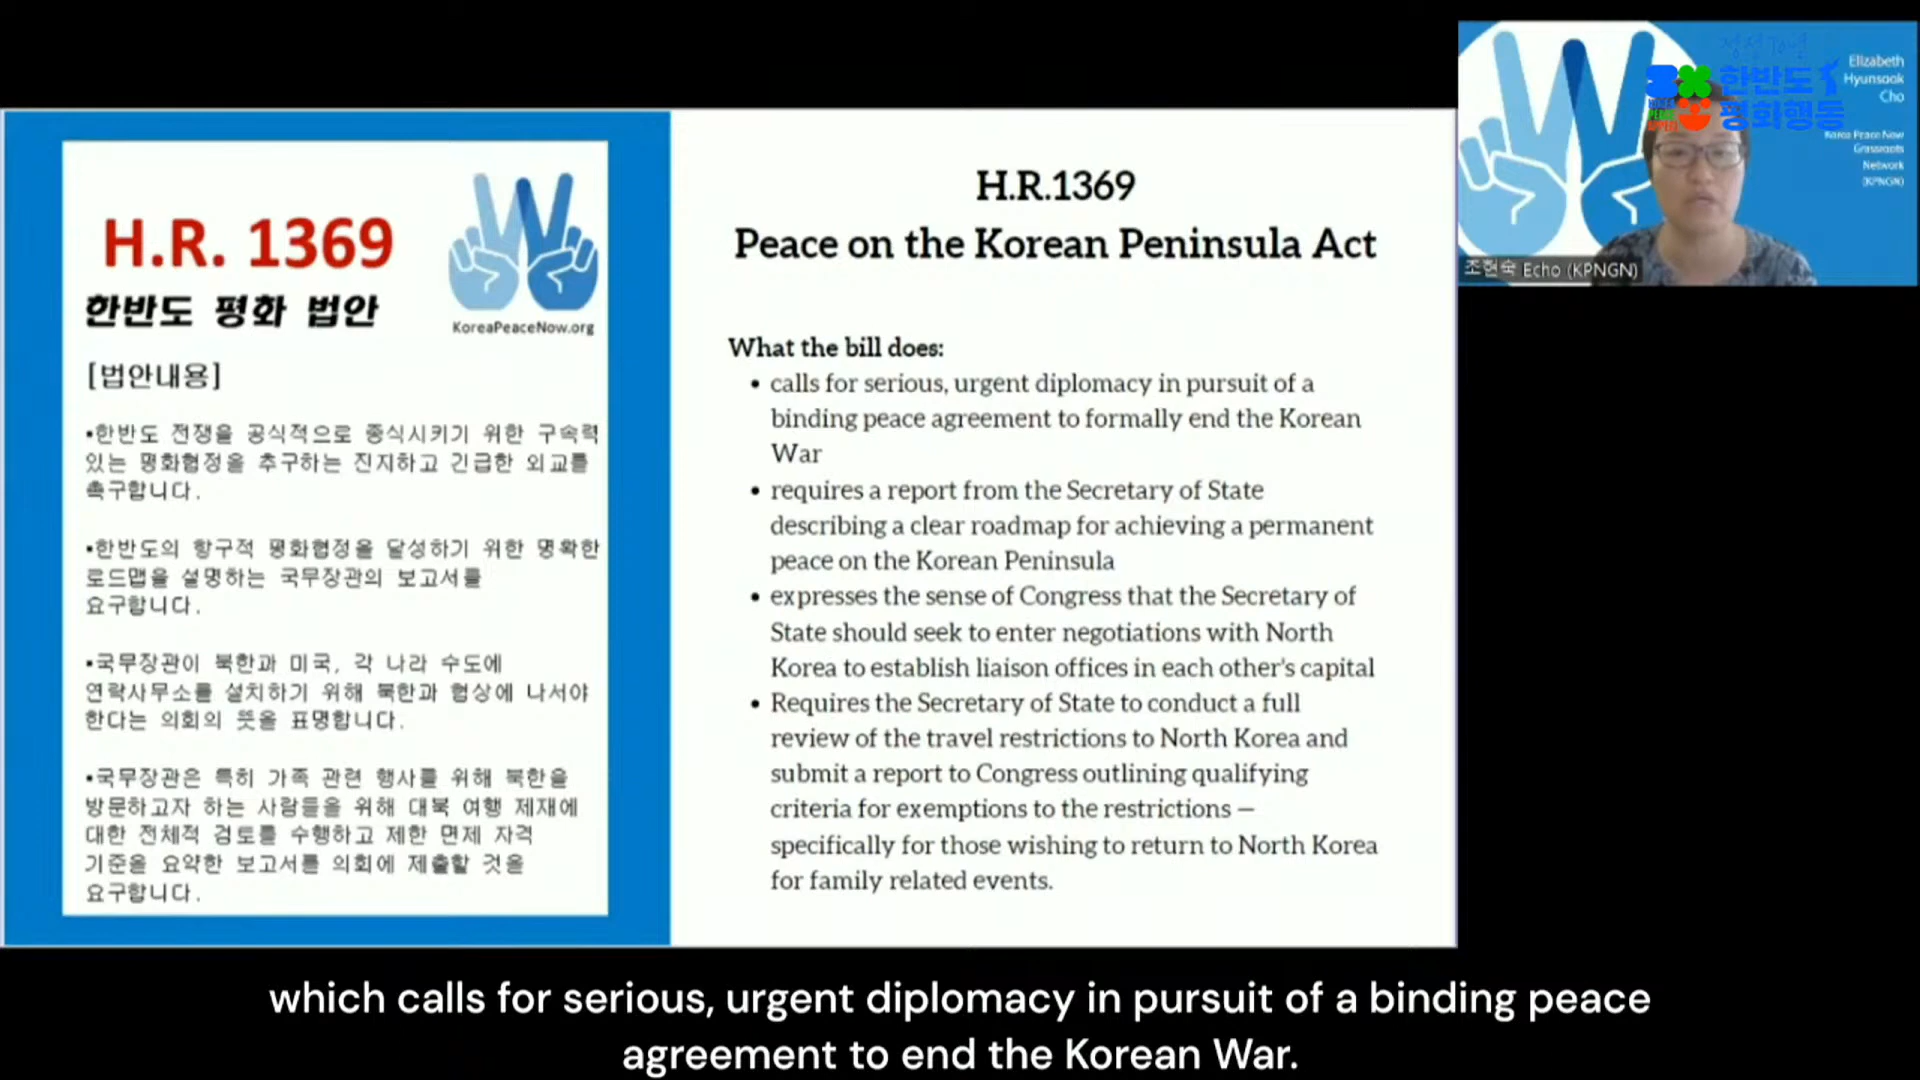 H.R. 1369
한반도 평화 법안
KoreaPeaceNow.org
[법안내용]
▪한반도 전쟁을 공식적으로 종식시키기 위한 구속력
있는 평화협정을 추구하는 진지하고 긴급한 외교를
촉구합니다.
▪한반도의 항구적 평화협정을 달성하기 위한 명확한
로드맵을 설명하는 국무장관의 보고서를
요구합니다.
▪국무장관이 북한과 미국, 각 나라 수도에
연락사무소를 설치하기 위해 북한과 협상에 나서야
한다는 의회의 뜻을 표명합니다.
▪국무장관은 특히 가족 관련 행사를 위해 북한을
방문하고자 하는 사람들을 위해 대북 여행 제재에
대한 전체적 검토를 수행하고 제한 면제 자격
기준을 요약한 보고서를 의회에 제출할 것을
요구합니다.
H.R.1369
Peace on the Korean Peninsula Act
What the bill does:
• calls for serious, urgent diplomacy in pursuit of a
binding peace agreement to formally end the Korean
War
• requires a report from the Secretary of State
describing a clear roadmap for achieving a permanent
peace on the Korean Peninsula
• expresses the sense of Congress that the Secretary of
State should seek to enter negotiations with North
Korea to establish liaison offices in each other's capital
• Requires the Secretary of State to conduct a full
review of the travel restrictions to North Korea and
submit a report to Congress outlining qualifying
criteria for exemptions to the restrictions —
specifically for those wishing to return to North Korea
for family related events.
정전70년
한반도
평화행동
Elizabeth
Hyunsook
Cho
Korea Peace Now
Grassroots
Network
(KPNGN)
조현숙 Echo (KPNGN)
which calls for serious, urgent diplomacy in pursuit of a binding peace
agreement to end the Korean War.